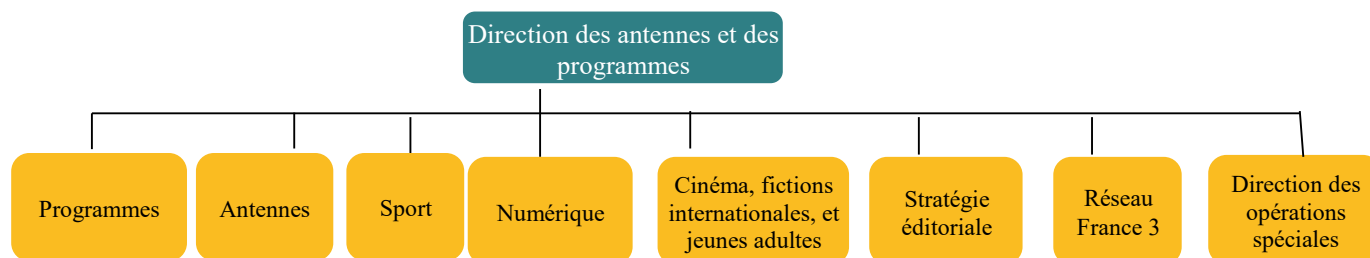 Direction des antennes et des
programmes
Programmes
Antennes
Sport
Numérique
Cinéma, fictions
internationales, et
jeunes adultes
Stratégie
éditoriale
Réseau
France 3
Direction des
opérations
spéciales